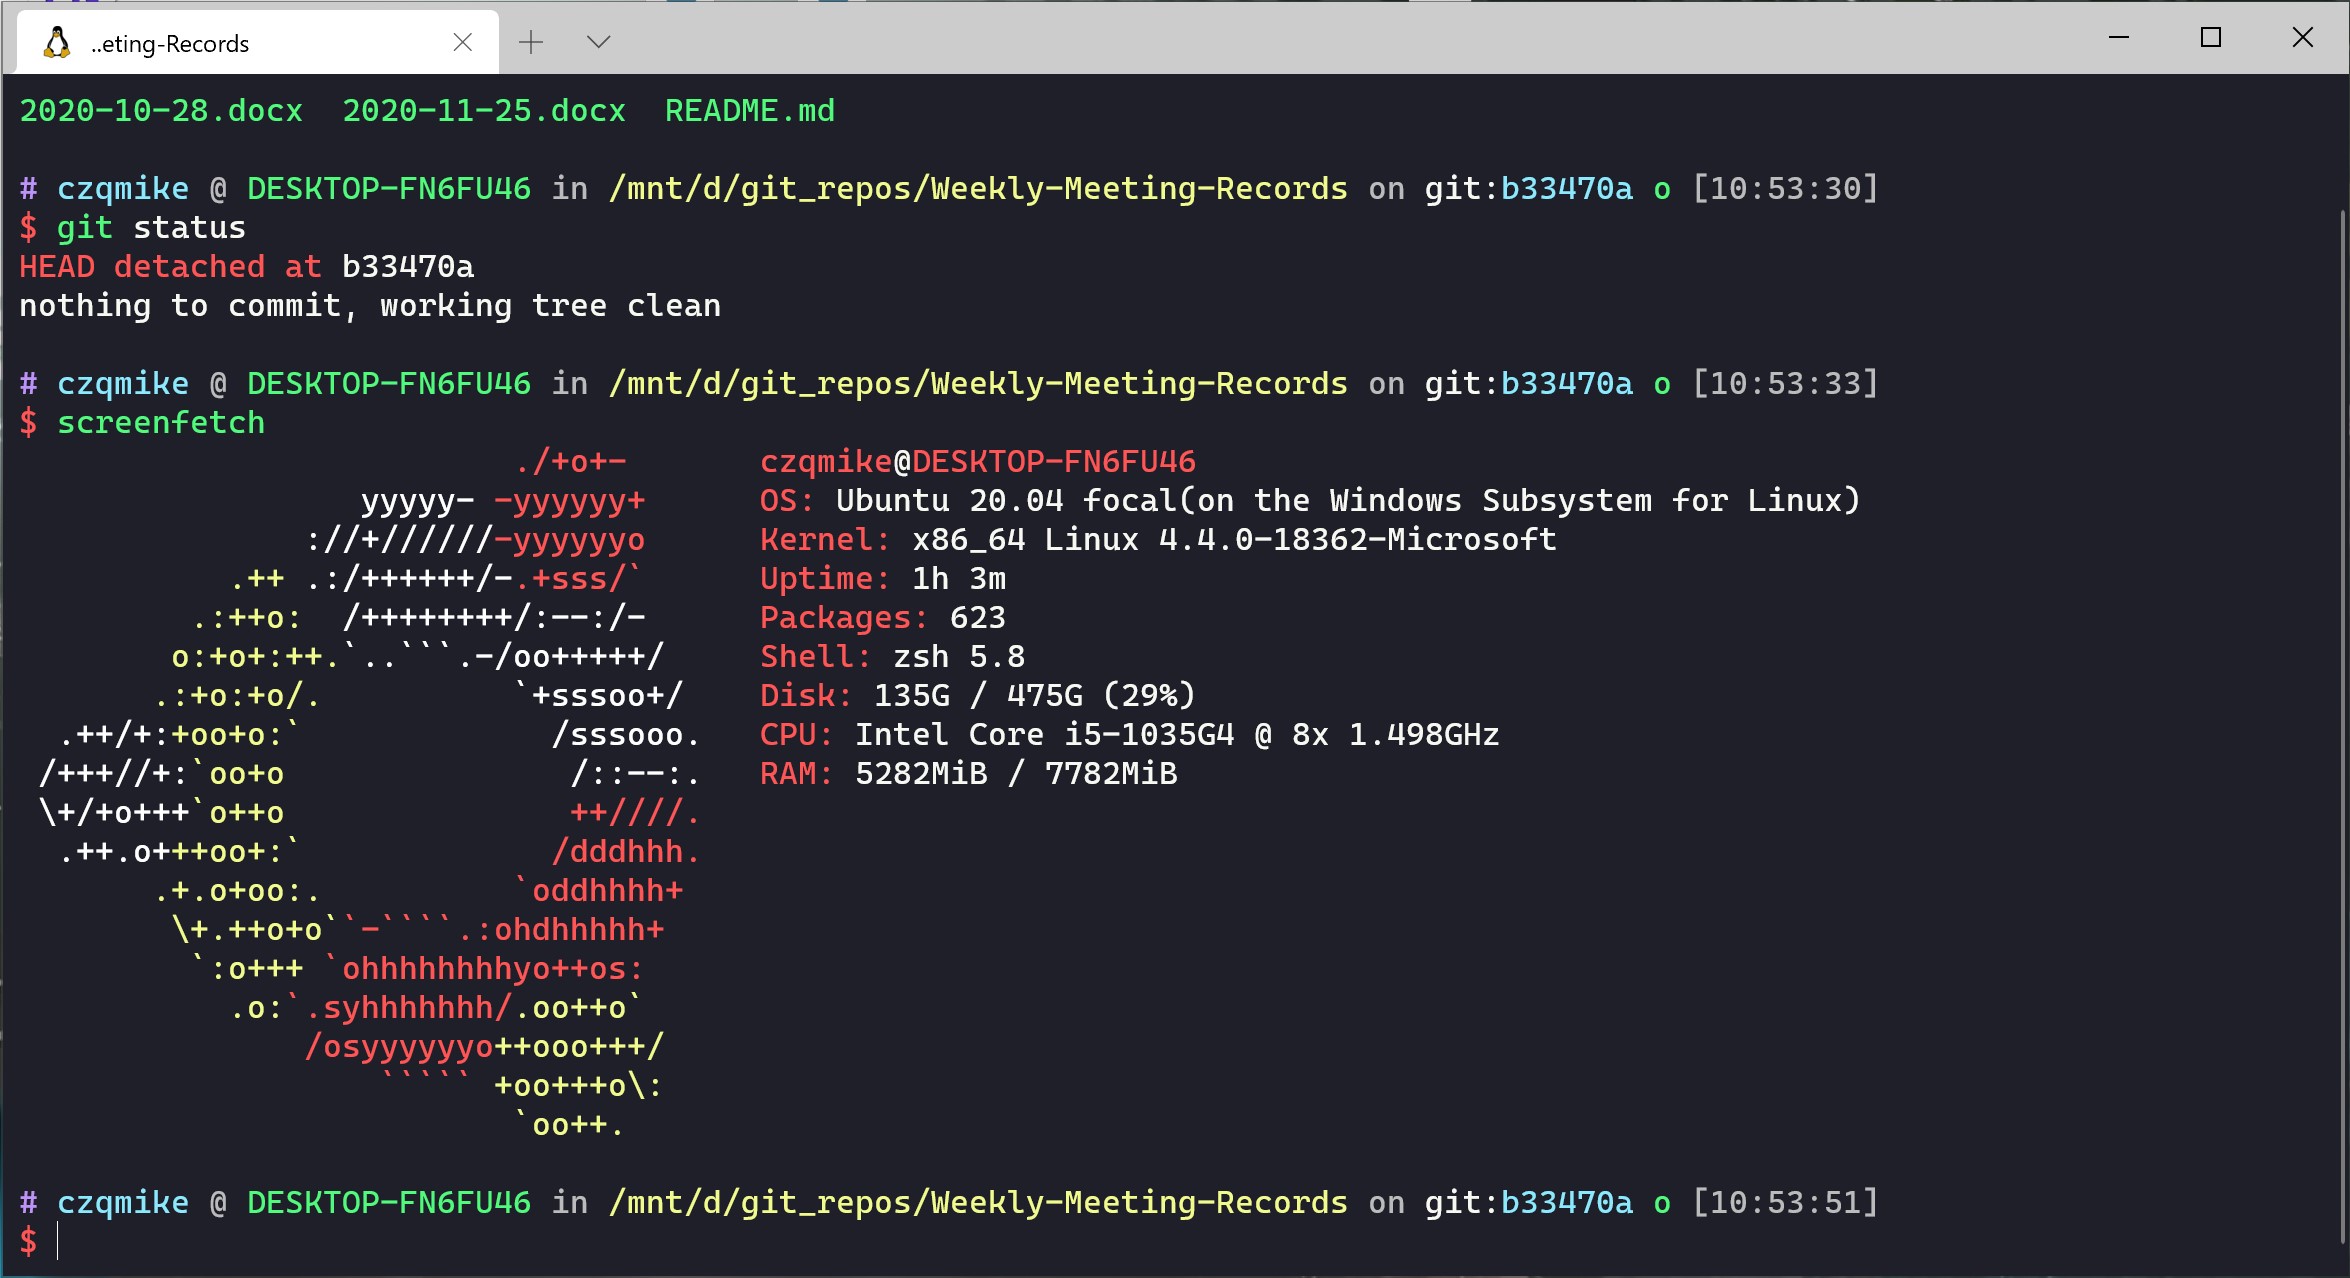 ..eting-Records
2020-10-28.docx  2020-11-25.docx  README.md
# czqmike @ DESKTOP-FN6FU46 in /mnt/d/git_repos/Weekly-Meeting-Records on git:b33470a o [10:53:30]
$ git status
HEAD detached at b33470a
nothing to commit, working tree clean
# czqmike @ DESKTOP-FN6FU46 in /mnt/d/git_repos/Weekly-Meeting-Records on git:b33470a o [10:53:33]
$ screenfetch
                          ./+o+-       czqmike@DESKTOP-FN6FU46
                  yyyyy- -yyyyyy+      OS: Ubuntu 20.04 focal(on the Windows Subsystem for Linux)
               ://+//////-yyyyyyo      Kernel: x86_64 Linux 4.4.0-18362-Microsoft
           .++ .:/++++++/-.+sss/`      Uptime: 1h 3m
         .:++o:  /++++++++/:--:/-      Packages: 623
        o:+o+:++.`..```.-/oo+++++/     Shell: zsh 5.8
       .:+o:+o/.          `+sssoo+/    Disk: 135G / 475G (29%)
  .++/+:+oo+o:`             /sssooo.   CPU: Intel Core i5-1035G4 @ 8x 1.498GHz
 /+++//+:`oo+o               /::--:.   RAM: 5282MiB / 7782MiB
 \+/+o+++`o++o               ++////.
  .++.o+++oo+:`             /dddhhh.
       .+.o+oo:.          `oddhhhh+
        \+.++o+o``-````.:ohdhhhhh+
         `:o+++ `ohhhhhhhhyo++os:
           .o:`.syhhhhhhh/.oo++o`
               /osyyyyyyo++ooo+++/
                   ````` +oo+++o\:
                          `oo++.
# czqmike @ DESKTOP-FN6FU46 in /mnt/d/git_repos/Weekly-Meeting-Records on git:b33470a o [10:53:51]
$